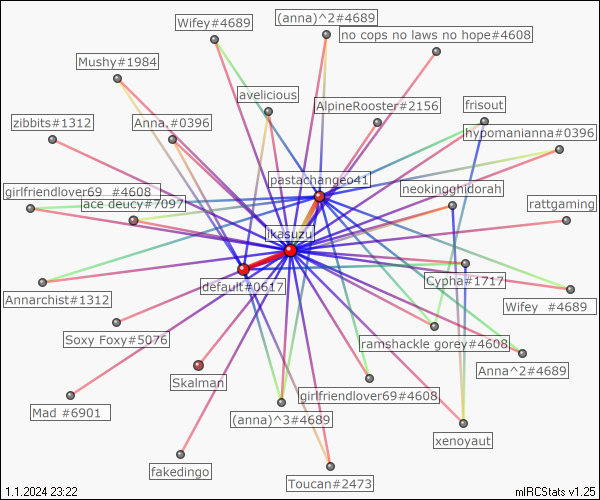 Wifey#4689
(anna)^2#4689
no cops no laws no hope#4608
Mushy#1984
avelicious
AlpineRooster#2156
frisout
zibbits#1312
Anna.#0396
hypomanianna#0396
pastachangeo41
neokingghidorah
girlfriendlover69 #4608
ace deucy#7097
rattgaming
ikasuzu
default#0617
Cypha#1717
Annarchist#1312
Wifey #4689
Soxy Foxy#5076
ramshackle gorey#4608
Anna^2#4689
Skalman
girlfriendlover69#4608
Mad #6901
(anna)^3#4689
xenoyaut
fakedingo
Toucan#2473
1.1.2024 23:22
mIRCStats v1.25